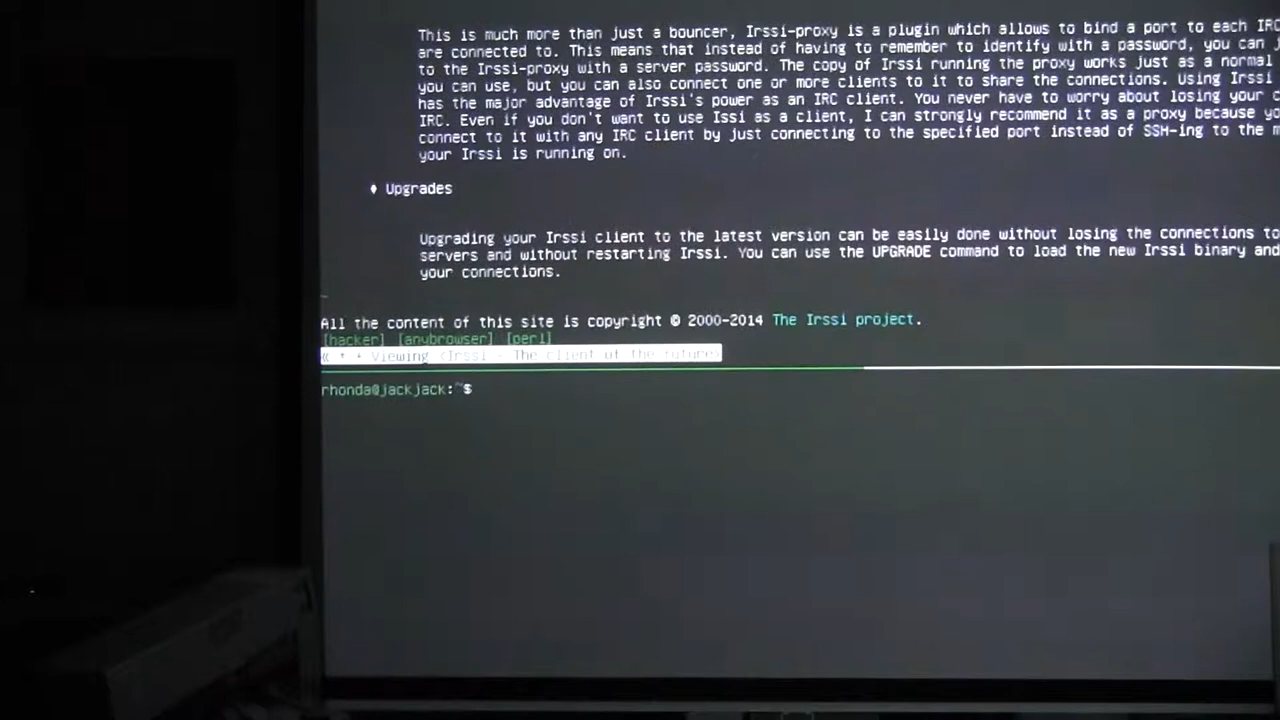 This is much more than just a bouncer, Irssi-proxy is a plugin which allows to bind a port to each IRC
are connected to. This means that instead of having to remember to identify with a password, you can
to the Irssi-proxy with a server password. The copy of Irssi running the proxy works just as a normal
you can use, but you can also connect one or more clients to it to share the connections. Using Irssi
has the major advantage of Irssi's power as an IRC client. You never have to worry about losing your
IRC. Even if you don't want to use Issi as a client, I can strongly recommend it as a proxy because
connect to it with any IRC client by just connecting to the specified port instead of SSH-ing to the
your Irssi is running on.
♦ Upgrades
Upgrading your Irssi client to the latest version can be easily done without losing the connections to
servers and without restarting Irssi. You can use the UPGRADE command to load the new Irssi binary and
your connections.
All the content of this site is copyright © 2000-2014 The Irssi project.
[hacker] [anybrowser] [perl]
« ↑ ↓ Viewing <Irssi - The client of the future>
rhonda@jackjack:~$